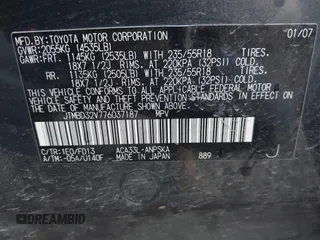 MFD.BY:TOYOTA MOTOR CORPORATION 01/07
GVWR:2055KG (4535LB)
GAWR:FRT. 1145KG (2535LB) WITH 235/55R18 TIRES.
18X7 1/2J RIMS. AT 220KPA (32PSI) COLD
RR. 1135KG (2505LB) WITH 235/55R18 TIRES.
18X7 1/2J RIMS. AT 220KPA (32PSI) COLD
THIS VEHICLE CONFORMS TO ALL APPLICABLE
FEDERAL MOTOR VEHICLE SAFETY AND
THEFT PREVENTION STANDARDS IN EFFECT ON
THE DATE OF MANUFACTURE SHOWN ABOVE.
JTMBD32V776037187 MPV
C/TR:1E0/FD13 ACA33L-ANPSKA
A/TM:-05A/U140F MADE IN JAPAN 889 J
© CAROMBID